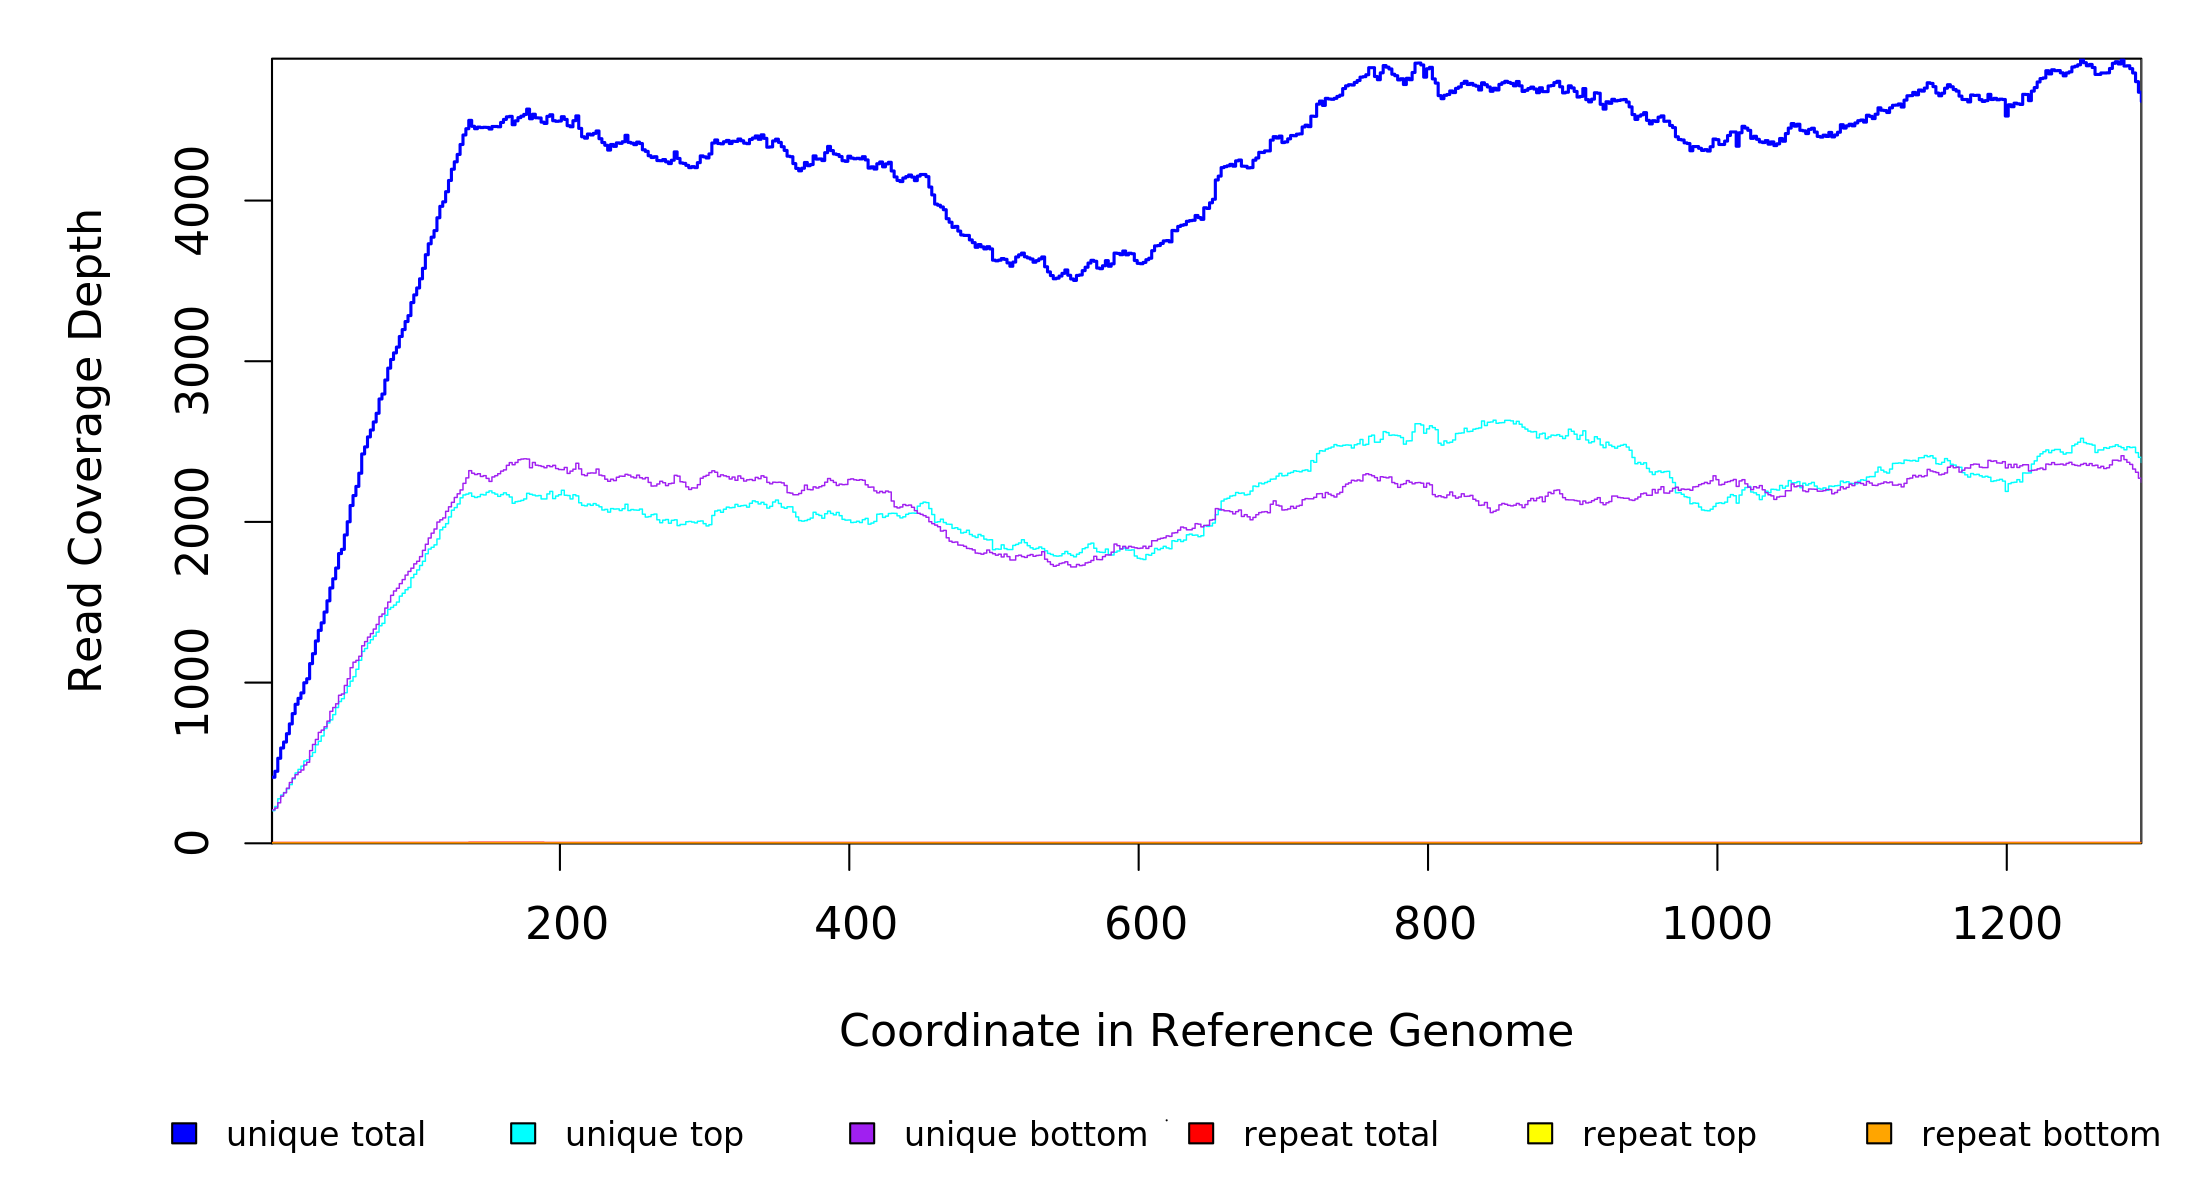 Read Coverage Depth
4000
3000
2000
1000
0
200 400 600 800 1000 1200
Coordinate in Reference Genome
unique total unique top unique bottom repeat total repeat top repeat bottom